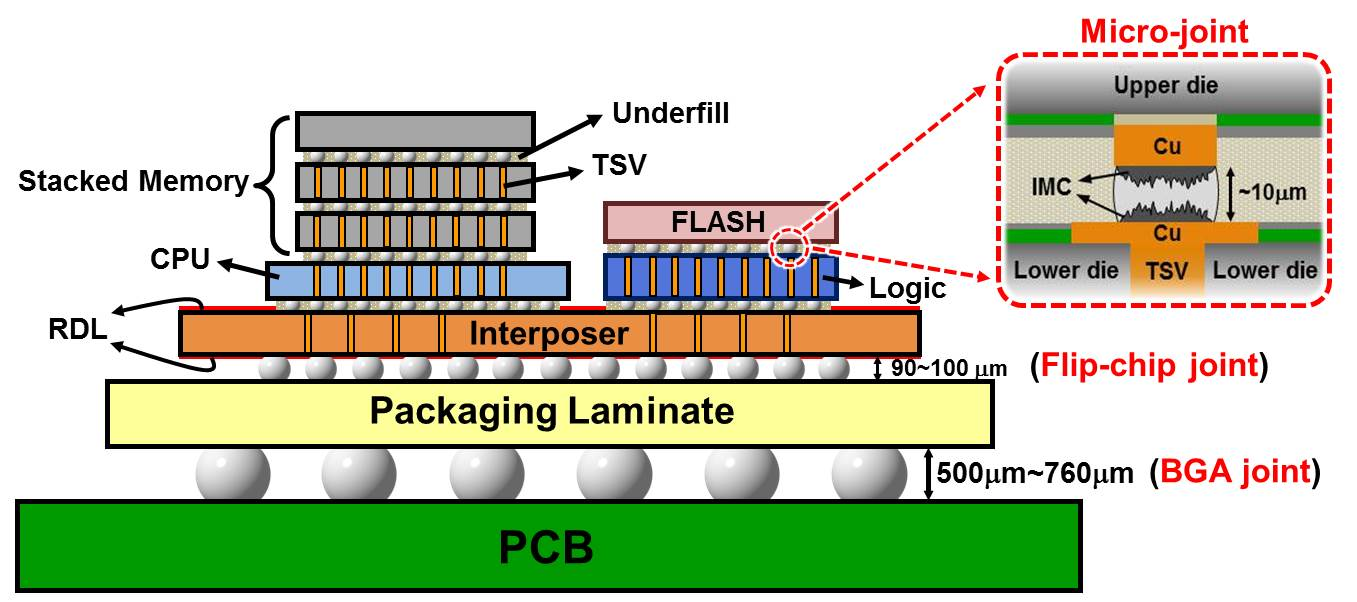 Micro-joint
Upper die
Cu
IMC
~10μm
Cu
Lower die
TSV
Lower die
Underfill
TSV
Stacked Memory
FLASH
CPU
Logic
RDL
Interposer
90~100 μm (Flip-chip joint)
Packaging Laminate
500μm~760μm (BGA joint)
PCB